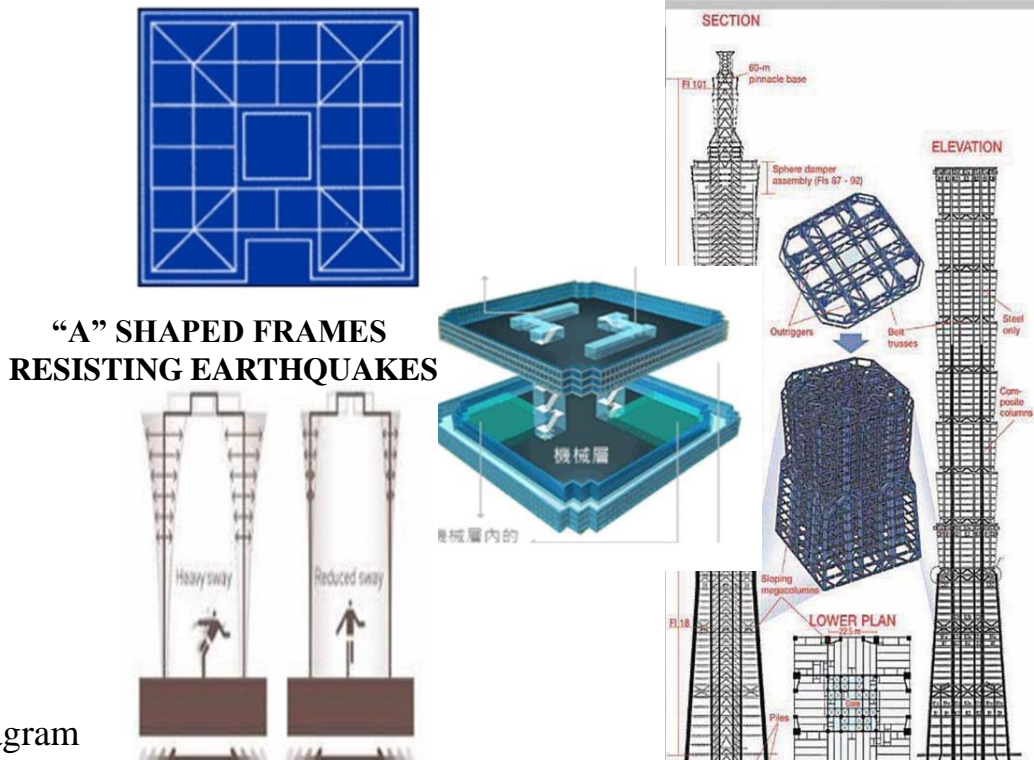 “A” SHAPED FRAMES
RESISTING EARTHQUAKES
Heavy sway
Reduced sway
agram
機械層
機械層內的
SECTION
60-m
pinnacle base
Fl 101
Sphere damper
assembly (Fls 87 - 92)
ELEVATION
Outriggers
Belt
trusses
Steel
only
Com-
posite
columns
Sloping
megacolumns
Fl 18
LOWER PLAN
22.5 m
Core
Piles